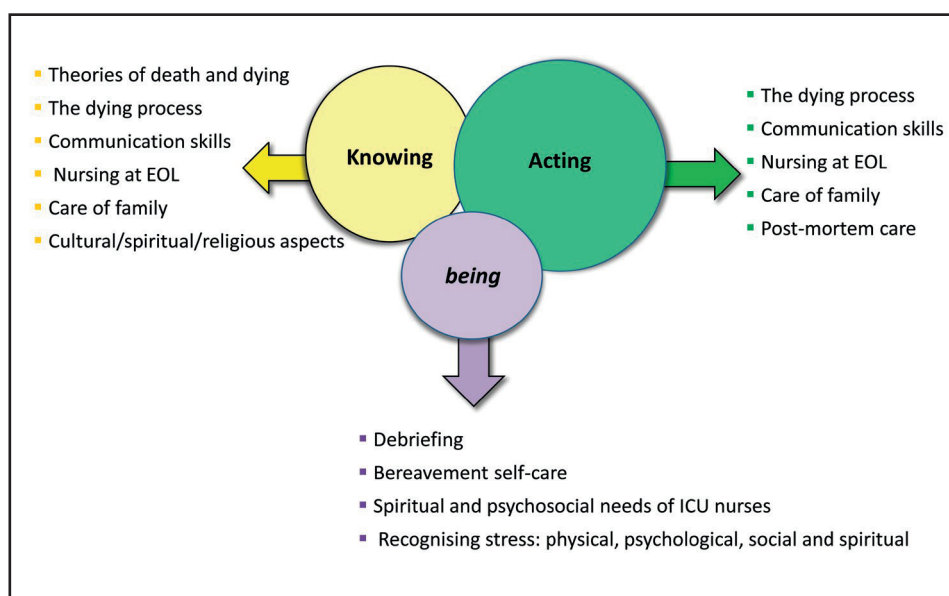 ▪ Theories of death and dying
▪ The dying process
▪ Communication skills
▪ Nursing at EOL
▪ Care of family
▪ Cultural/spiritual/religious aspects
Knowing
Acting
▪ The dying process
▪ Communication skills
▪ Nursing at EOL
▪ Care of family
▪ Post-mortem care
being
▪ Debriefing
▪ Bereavement self-care
▪ Spiritual and psychosocial needs of ICU nurses
▪ Recognising stress: physical, psychological, social and spiritual